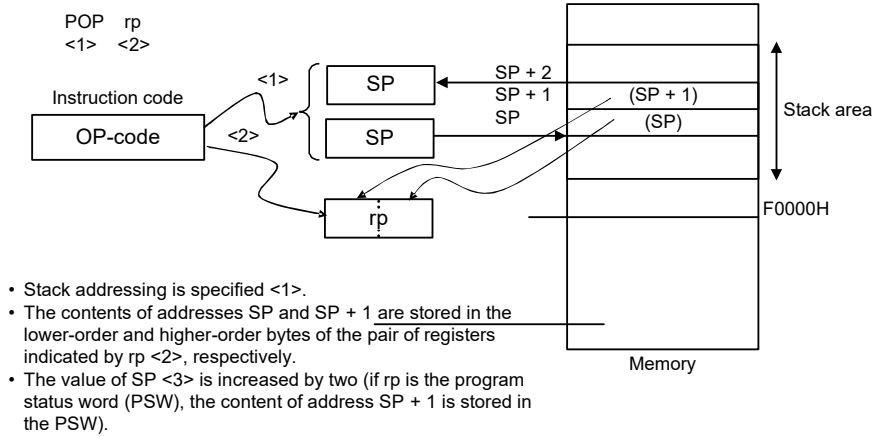 POP rp
<1> <2>
<1>
SP
SP + 2
SP + 1
SP
(SP + 1)
(SP)
Stack area
Instruction code
OP-code
<2>
SP
rp
F0000H
• Stack addressing is specified <1>.
• The contents of addresses SP and SP + 1 are stored in the
lower-order and higher-order bytes of the pair of registers
indicated by rp <2>, respectively.
• The value of SP <3> is increased by two (if rp is the program
status word (PSW), the content of address SP + 1 is stored in
the PSW).
Memory